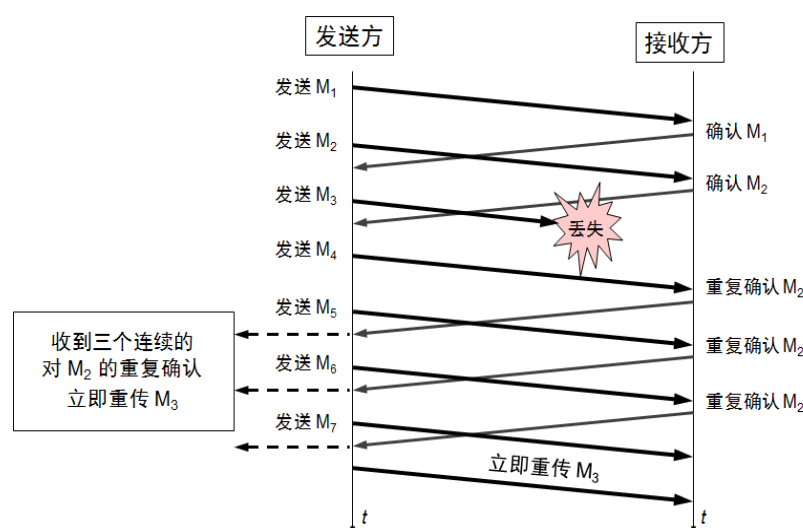 发送方
接收方
发送 M₁
确认 M₁
发送 M₂
确认 M₂
发送 M₃
丢失
发送 M₄
重复确认 M₂
发送 M₅
收到三个连续的
对 M₂ 的重复确认
立即重传 M₃
重复确认 M₂
发送 M₆
重复确认 M₂
发送 M₇
立即重传 M₃
t
t